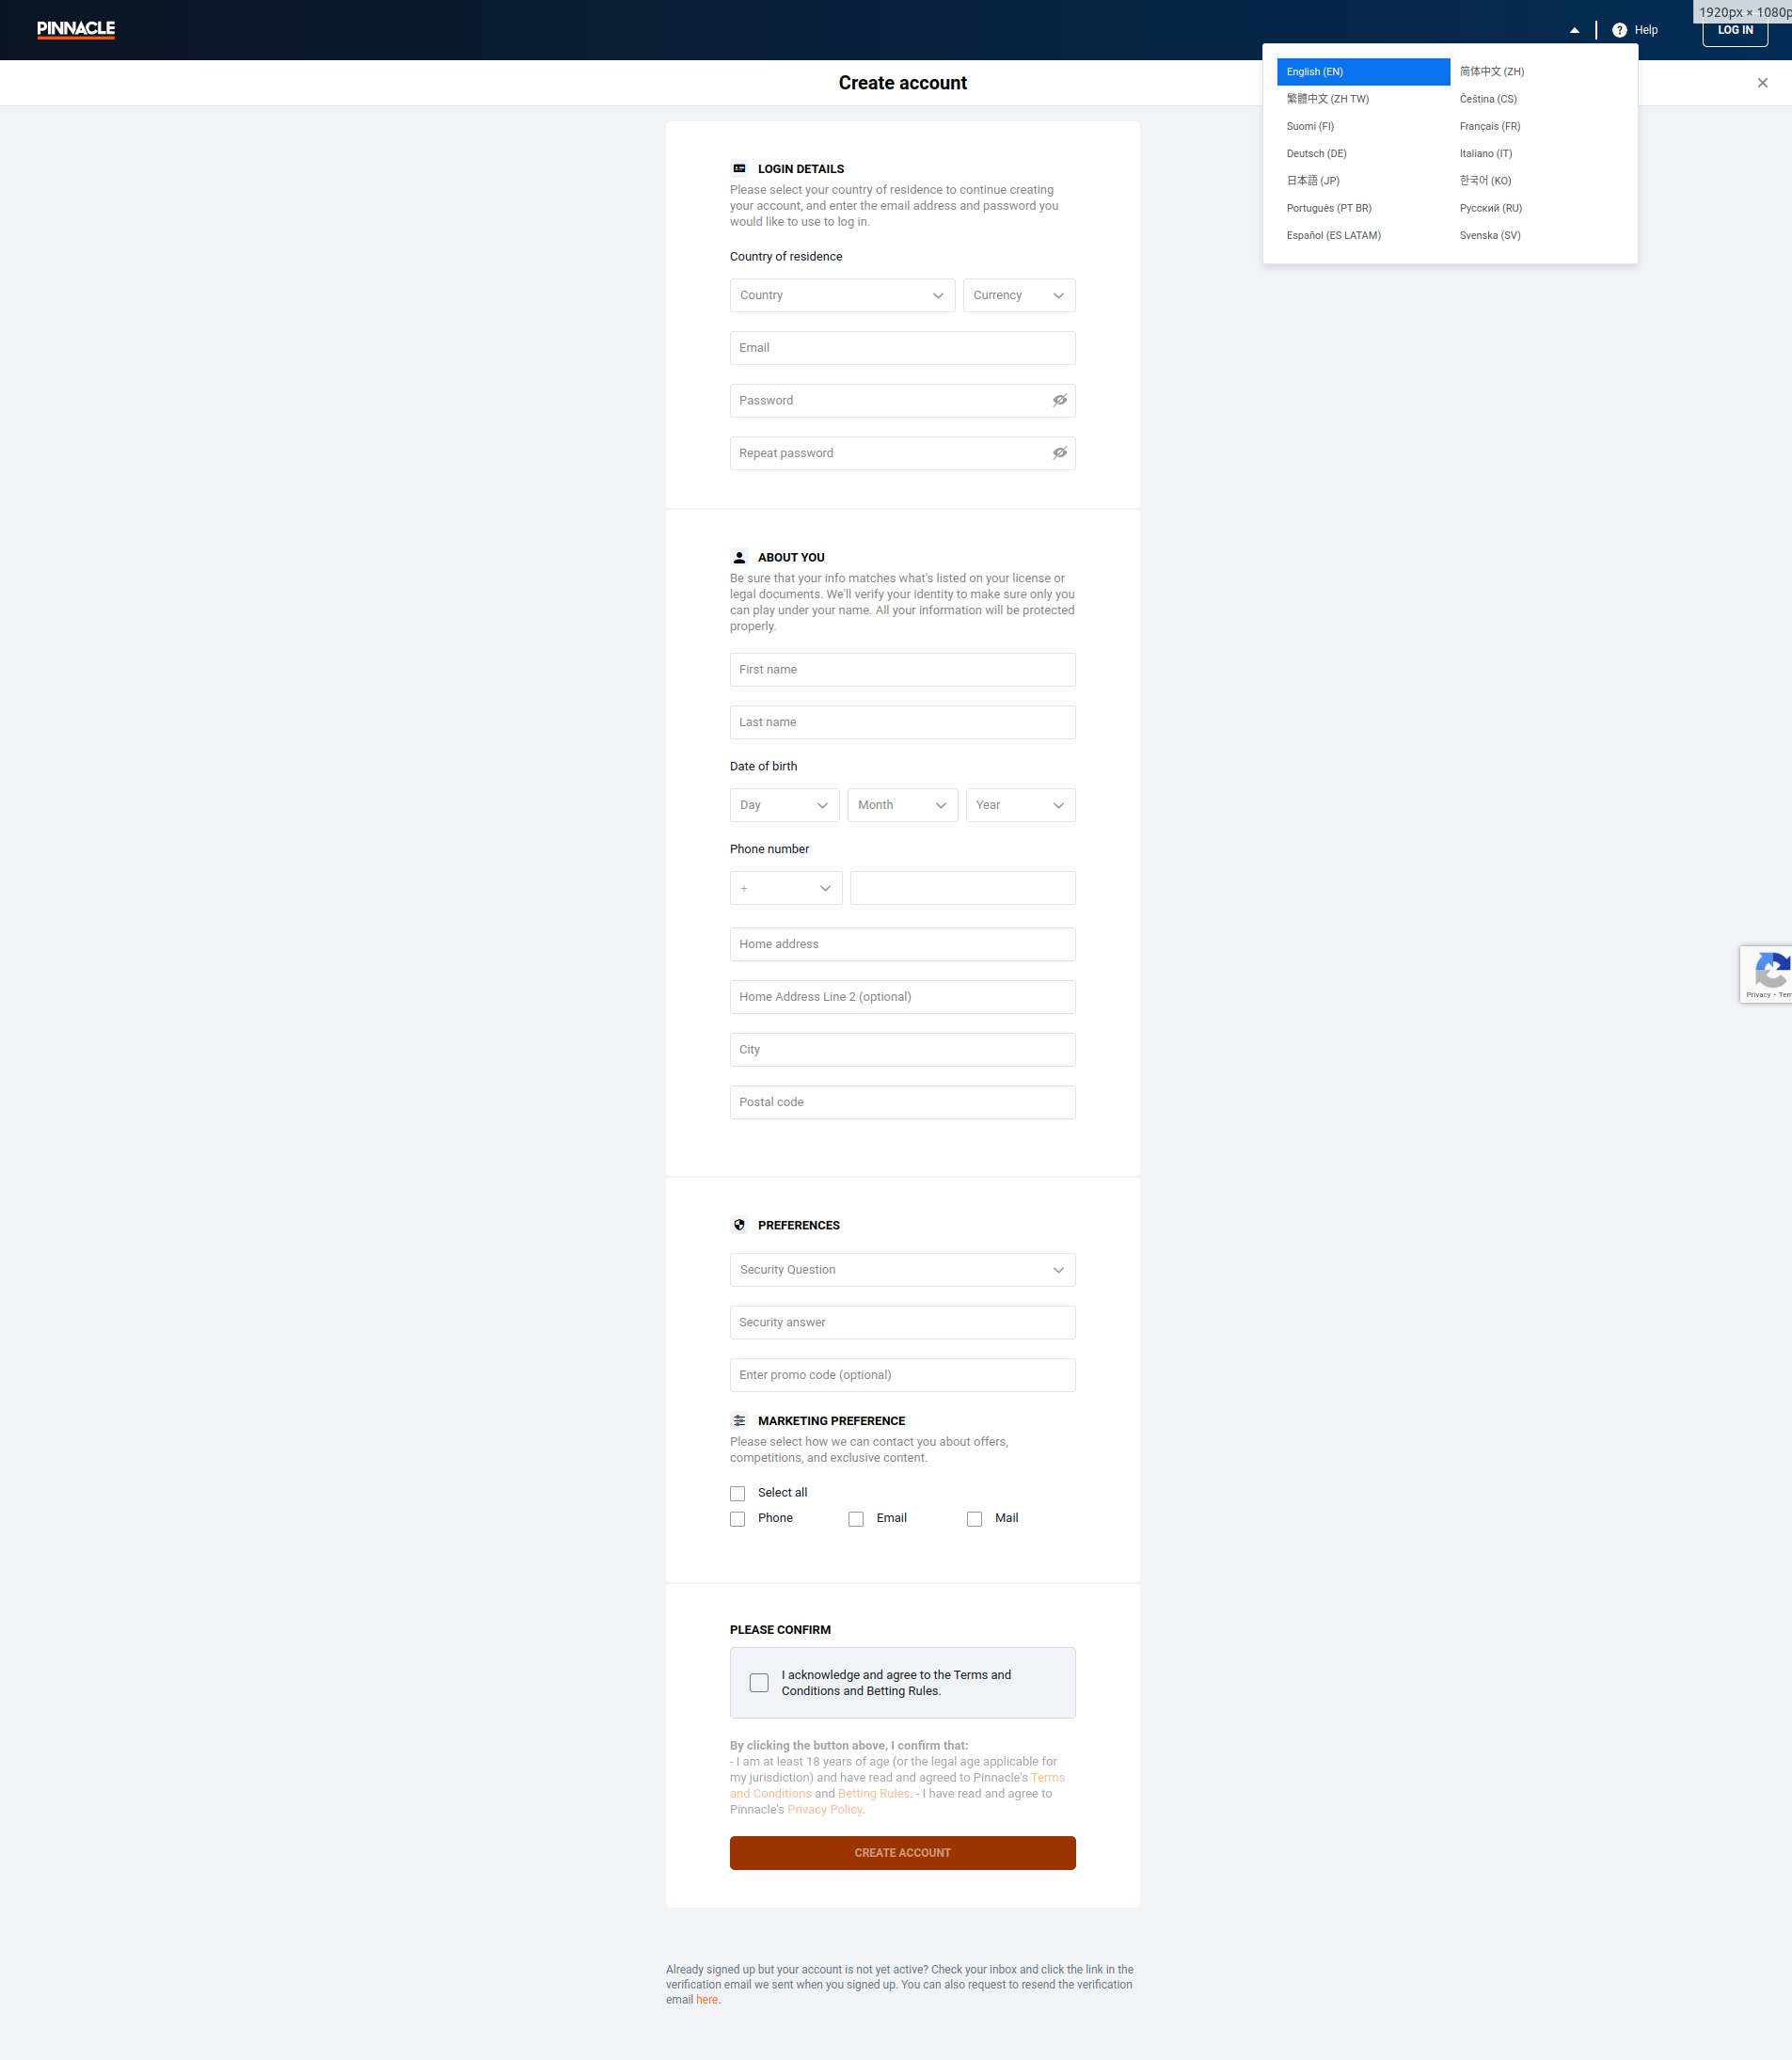 PINNACLE
Help
1920px × 1080p
LOG IN
English (EN)
简体中文 (ZH)
繁體中文 (ZH TW)
Čeština (CS)
Suomi (FI)
Français (FR)
Deutsch (DE)
Italiano (IT)
日本語 (JP)
한국어 (KO)
Português (PT BR)
Русский (RU)
Español (ES LATAM)
Svenska (SV)
Create account
LOGIN DETAILS
Please select your country of residence to continue creating
your account, and enter the email address and password you
would like to use to log in.
Country of residence
Country
Currency
Email
Password
Repeat password
ABOUT YOU
Be sure that your info matches what's listed on your license or
legal documents. We'll verify your identity to make sure only you
can play under your name. All your information will be protected
properly.
First name
Last name
Date of birth
Day
Month
Year
Phone number
+
Home address
Home Address Line 2 (optional)
City
Postal code
Privacy - Ter
PREFERENCES
Security Question
Security answer
Enter promo code (optional)
MARKETING PREFERENCE
Please select how we can contact you about offers,
competitions, and exclusive content.
Select all
Phone
Email
Mail
PLEASE CONFIRM
I acknowledge and agree to the Terms and
Conditions and Betting Rules.
By clicking the button above, I confirm that:
- I am at least 18 years of age (or the legal age applicable for
my jurisdiction) and have read and agreed to Pinnacle's Terms
and Conditions and Betting Rules. - I have read and agree to
Pinnacle's Privacy Policy.
CREATE ACCOUNT
Already signed up but your account is not yet active? Check your inbox and click the link in the
verification email we sent when you signed up. You can also request to resend the verification
email here.